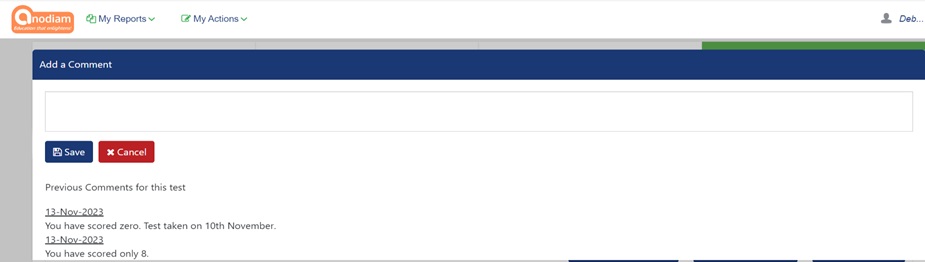 anodiam
Education that enlightens!
My Reports
My Actions
Deb...
Add a Comment
Save
Cancel
Previous Comments for this test
13-Nov-2023
You have scored zero. Test taken on 10th November.
13-Nov-2023
You have scored only 8.